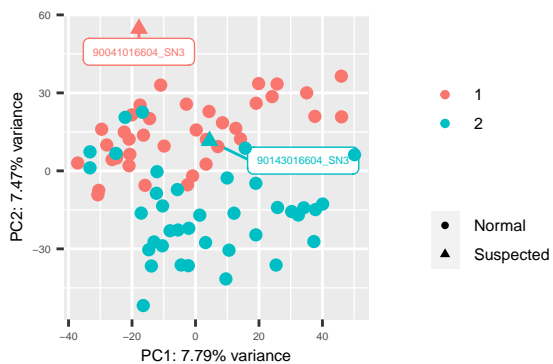 60
30
0
−30
−40
−20
0
20
40
PC2: 7.47% variance
PC1: 7.79% variance
90041016604_SN3
90143016604_SN3
1
2
Normal
Suspected